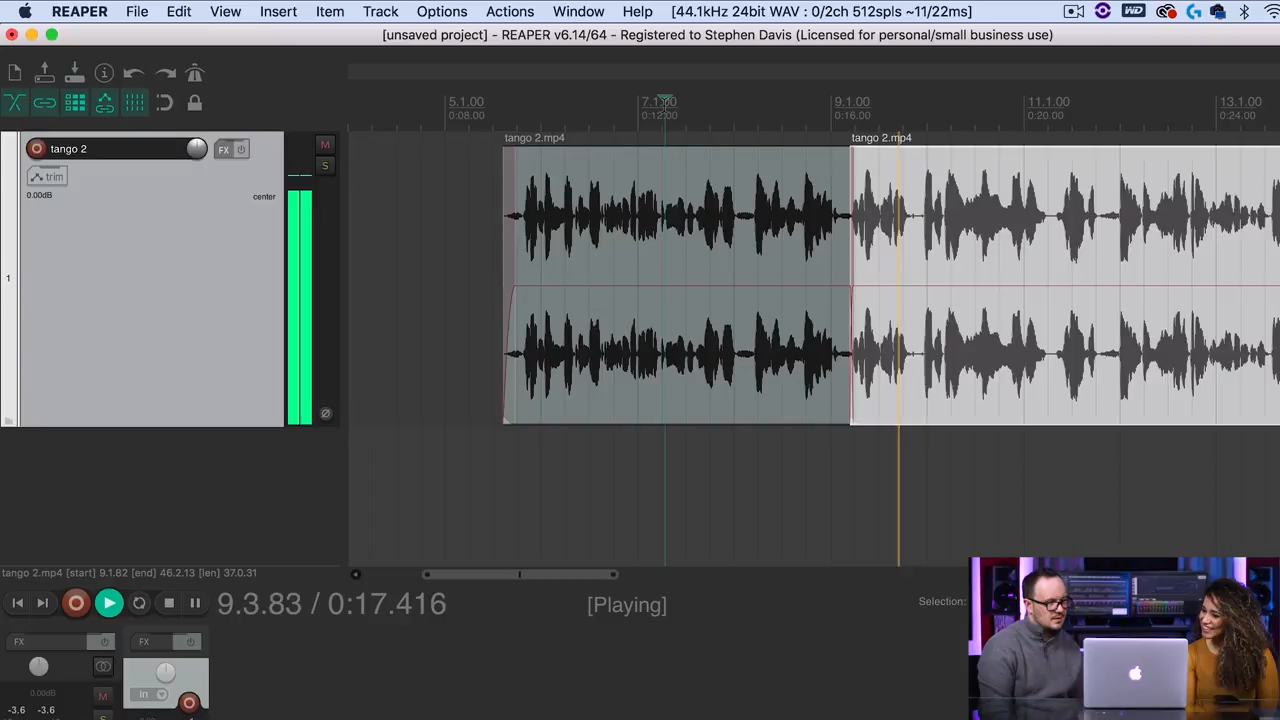 REAPER File Edit View Insert Item Track Options Actions Window Help [44.1kHz 24bit WAV : 0/2ch 512spls ~11/22ms] WD
[unsaved project] - REAPER v6.14/64 - Registered to Stephen Davis (Licensed for personal/small business use)
5.1.00 7.1.00 9.1.00 11.1.00 13.1.00
0:08.00 0:12.00 0:16.00 0:20.00 0:24.00
tango 2.mp4 tango 2.mp4
tango 2 FX M
S
trim
0.00dB center
1
tango 2.mp4 [start] 9.1.82 [end] 46.2.13 [len] 37.0.31
9.3.83 / 0:17.416 [Playing] Selection:
FX FX
In
0.00dB M
-3.6 -3.6